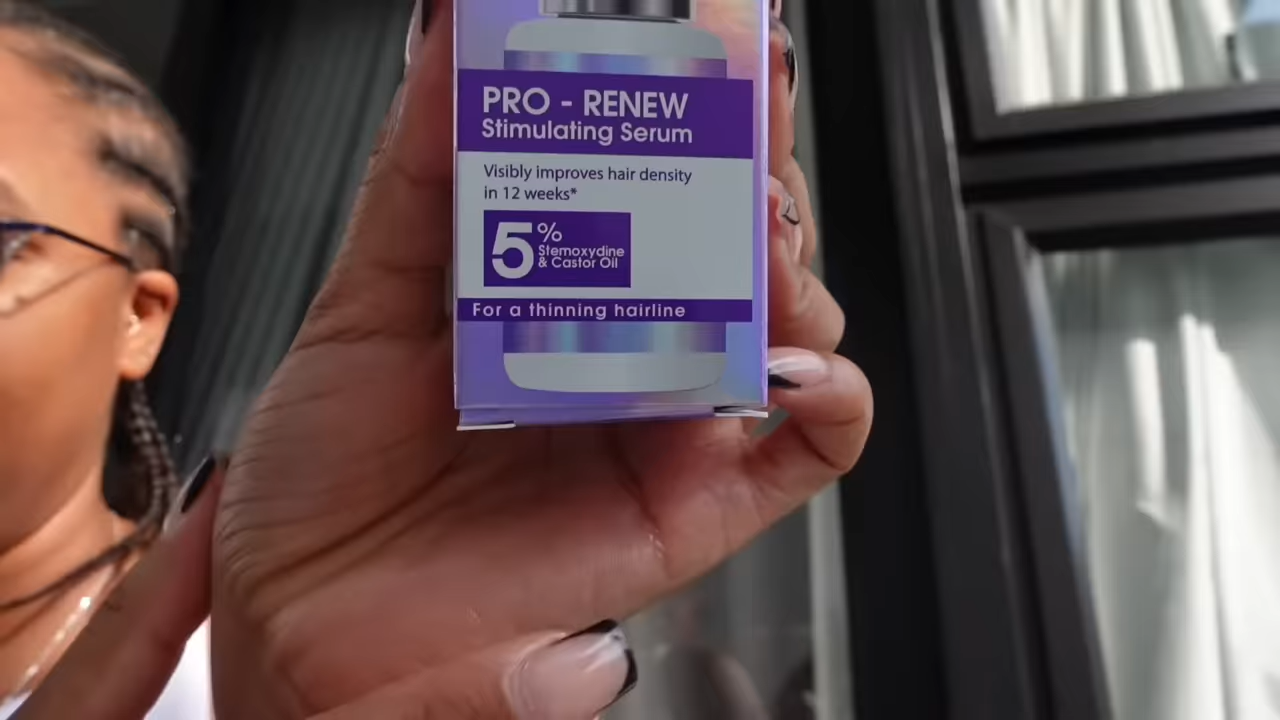 PRO - RENEW
Stimulating Serum
Visibly improves hair density
in 12 weeks*
5%
Stemoxydine
& Castor Oil
For a thinning hairline